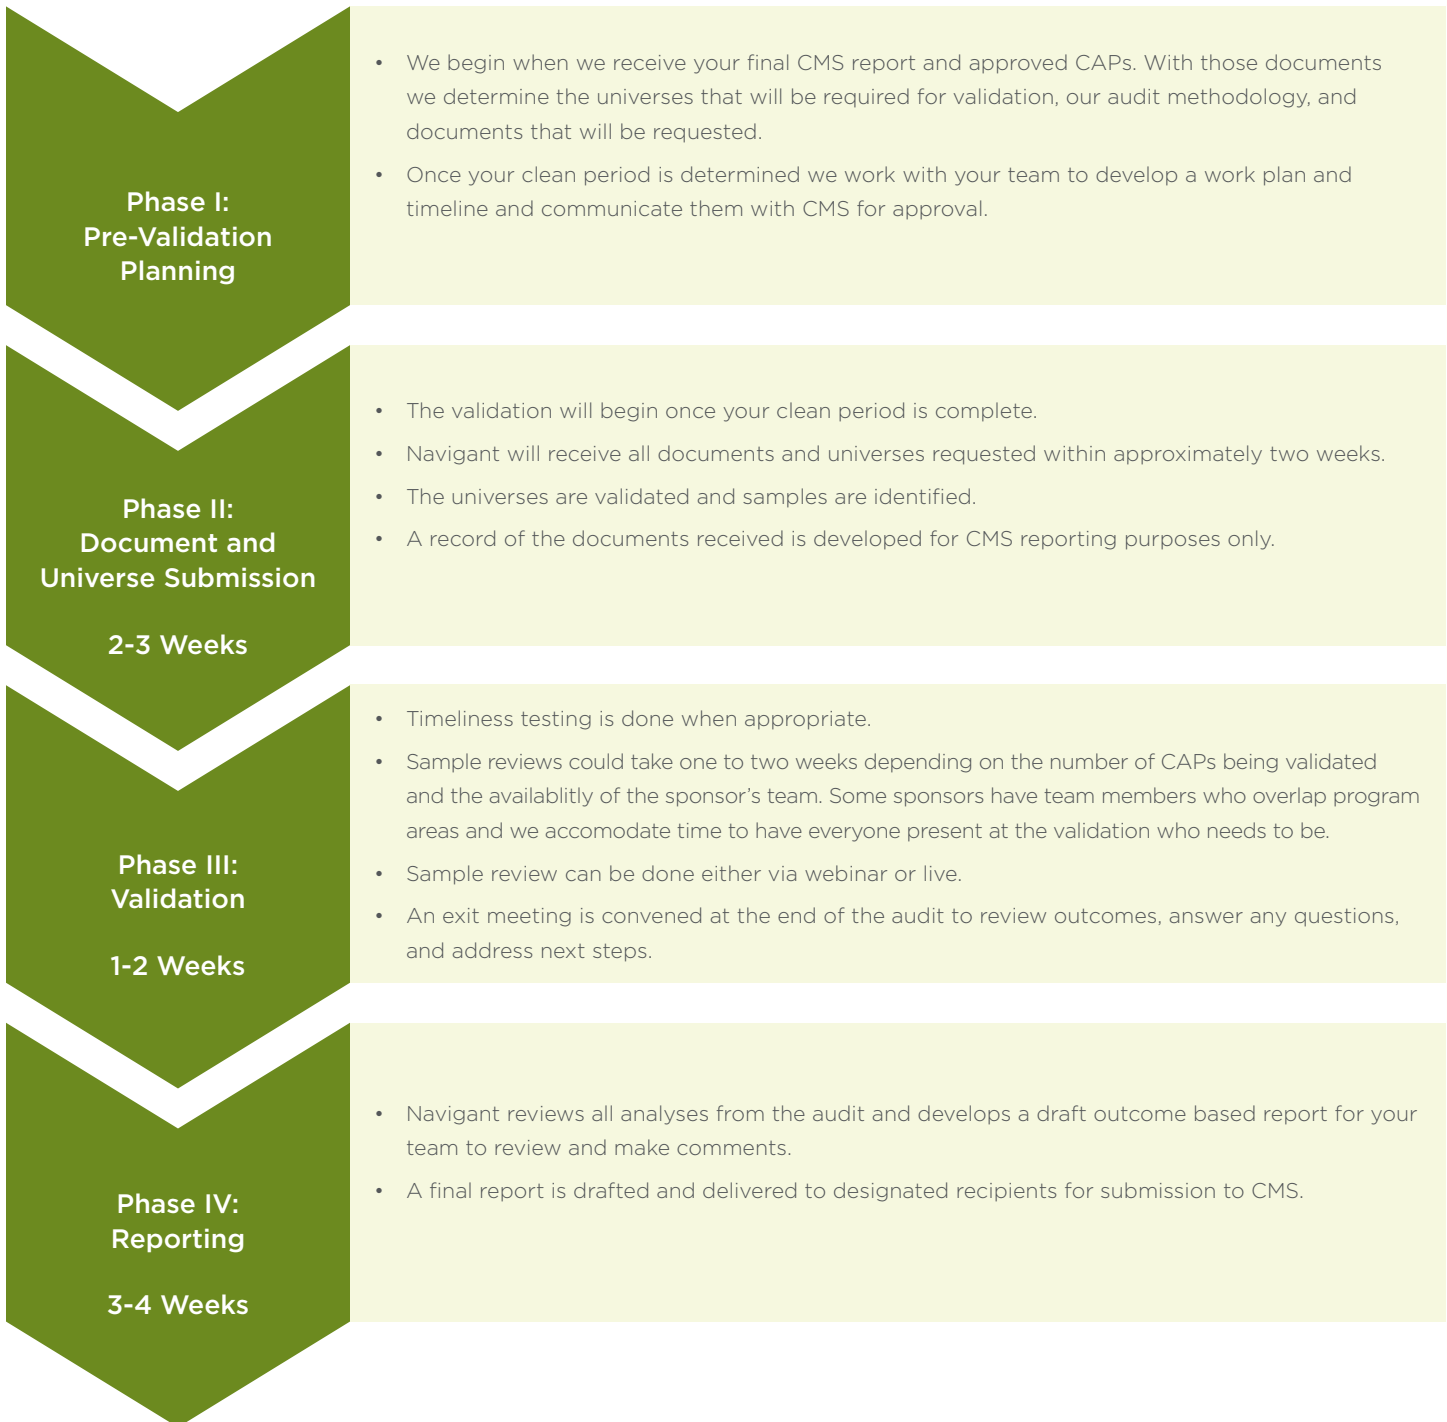 Phase I:
Pre-Validation
Planning
• We begin when we receive your final CMS report and approved CAPs. With those documents
we determine the universes that will be required for validation, our audit methodology, and
documents that will be requested.
• Once your clean period is determined we work with your team to develop a work plan and
timeline and communicate them with CMS for approval.
Phase II:
Document and
Universe Submission
2-3 Weeks
• The validation will begin once your clean period is complete.
• Navigant will receive all documents and universes requested within approximately two weeks.
• The universes are validated and samples are identified.
• A record of the documents received is developed for CMS reporting purposes only.
Phase III:
Validation
1-2 Weeks
• Timeliness testing is done when appropriate.
• Sample reviews could take one to two weeks depending on the number of CAPs being validated
and the availablitly of the sponsor’s team. Some sponsors have team members who overlap program
areas and we accomodate time to have everyone present at the validation who needs to be.
• Sample review can be done either via webinar or live.
• An exit meeting is convened at the end of the audit to review outcomes, answer any questions,
and address next steps.
Phase IV:
Reporting
3-4 Weeks
• Navigant reviews all analyses from the audit and develops a draft outcome based report for your
team to review and make comments.
• A final report is drafted and delivered to designated recipients for submission to CMS.